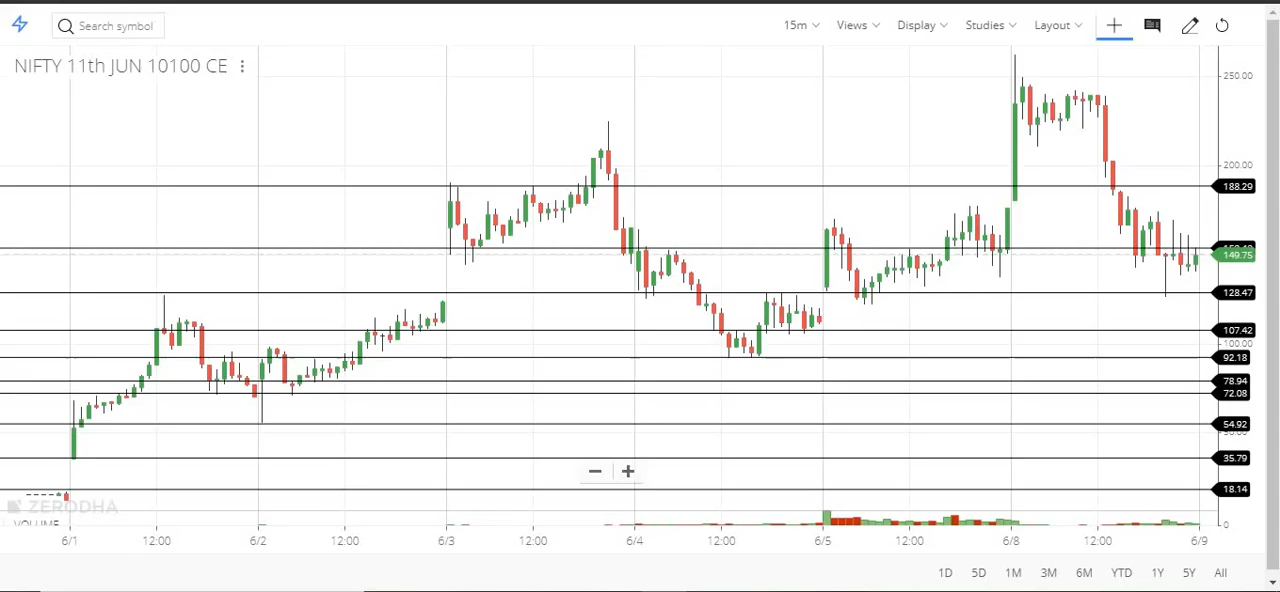 Search symbol
15m Views Display Studies Layout
NIFTY 11th JUN 10100 CE
250.00
200.00
188.29
149.75
128.47
107.42
100.00
92.18
78.94
72.08
54.92
35.79
18.14
ZERODHA
VOLUME
0
6/1 12:00 6/2 12:00 6/3 12:00 6/4 12:00 6/5 12:00 6/8 12:00 6/9
1D 5D 1M 3M 6M YTD 1Y 5Y All